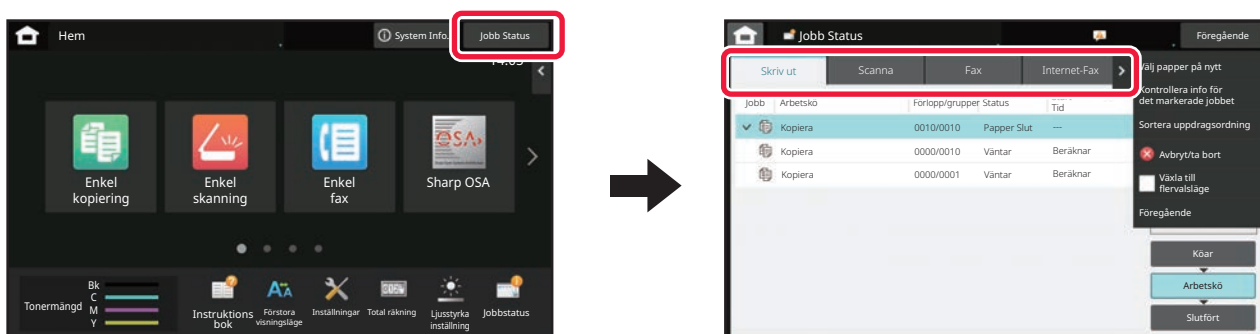 Hem
System Info.
Jobb Status
Enkel
kopiering
Enkel
skanning
Enkel
fax
OSA
Sharp OSA
Tonermängd
Bk
C
M
Y
Instruktions
bok
Förstora
visningsläge
Inställningar
Total räkning
Ljusstyrka
inställning
Jobbstatus
Jobb Status
Föregående
Skriv ut
Scanna
Fax
Internet-Fax
Jobb
Arbetskö
Förlopp/grupper
Status
Tid
Kopiera
0010/0010
Papper Slut
---
Kopiera
0000/0010
Väntar
Beräknar
Kopiera
0000/0001
Väntar
Beräknar
Välj papper på nytt
Kontrollera info för
det markerade jobbet
Sortera uppdragsordning
Avbryt/ta bort
Växla till
flervalsläge
Föregående
Köar
Arbetskö
Slutfört